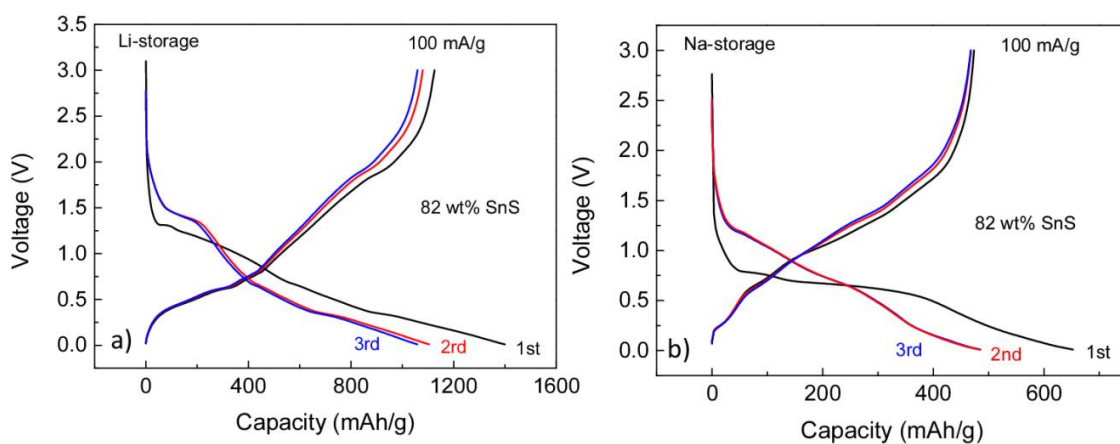 Li-storage
100 mA/g
82 wt% SnS
a)
3rd
2rd
1st
Voltage (V)
3.5
3.0
2.5
2.0
1.5
1.0
0.5
0.0
0
400
800
1200
1600
Capacity (mAh/g)
Na-storage
100 mA/g
82 wt% SnS
b)
3rd
2nd
1st
Voltage (V)
3.0
2.5
2.0
1.5
1.0
0.5
0.0
0
200
400
600
Capacity (mAh/g)